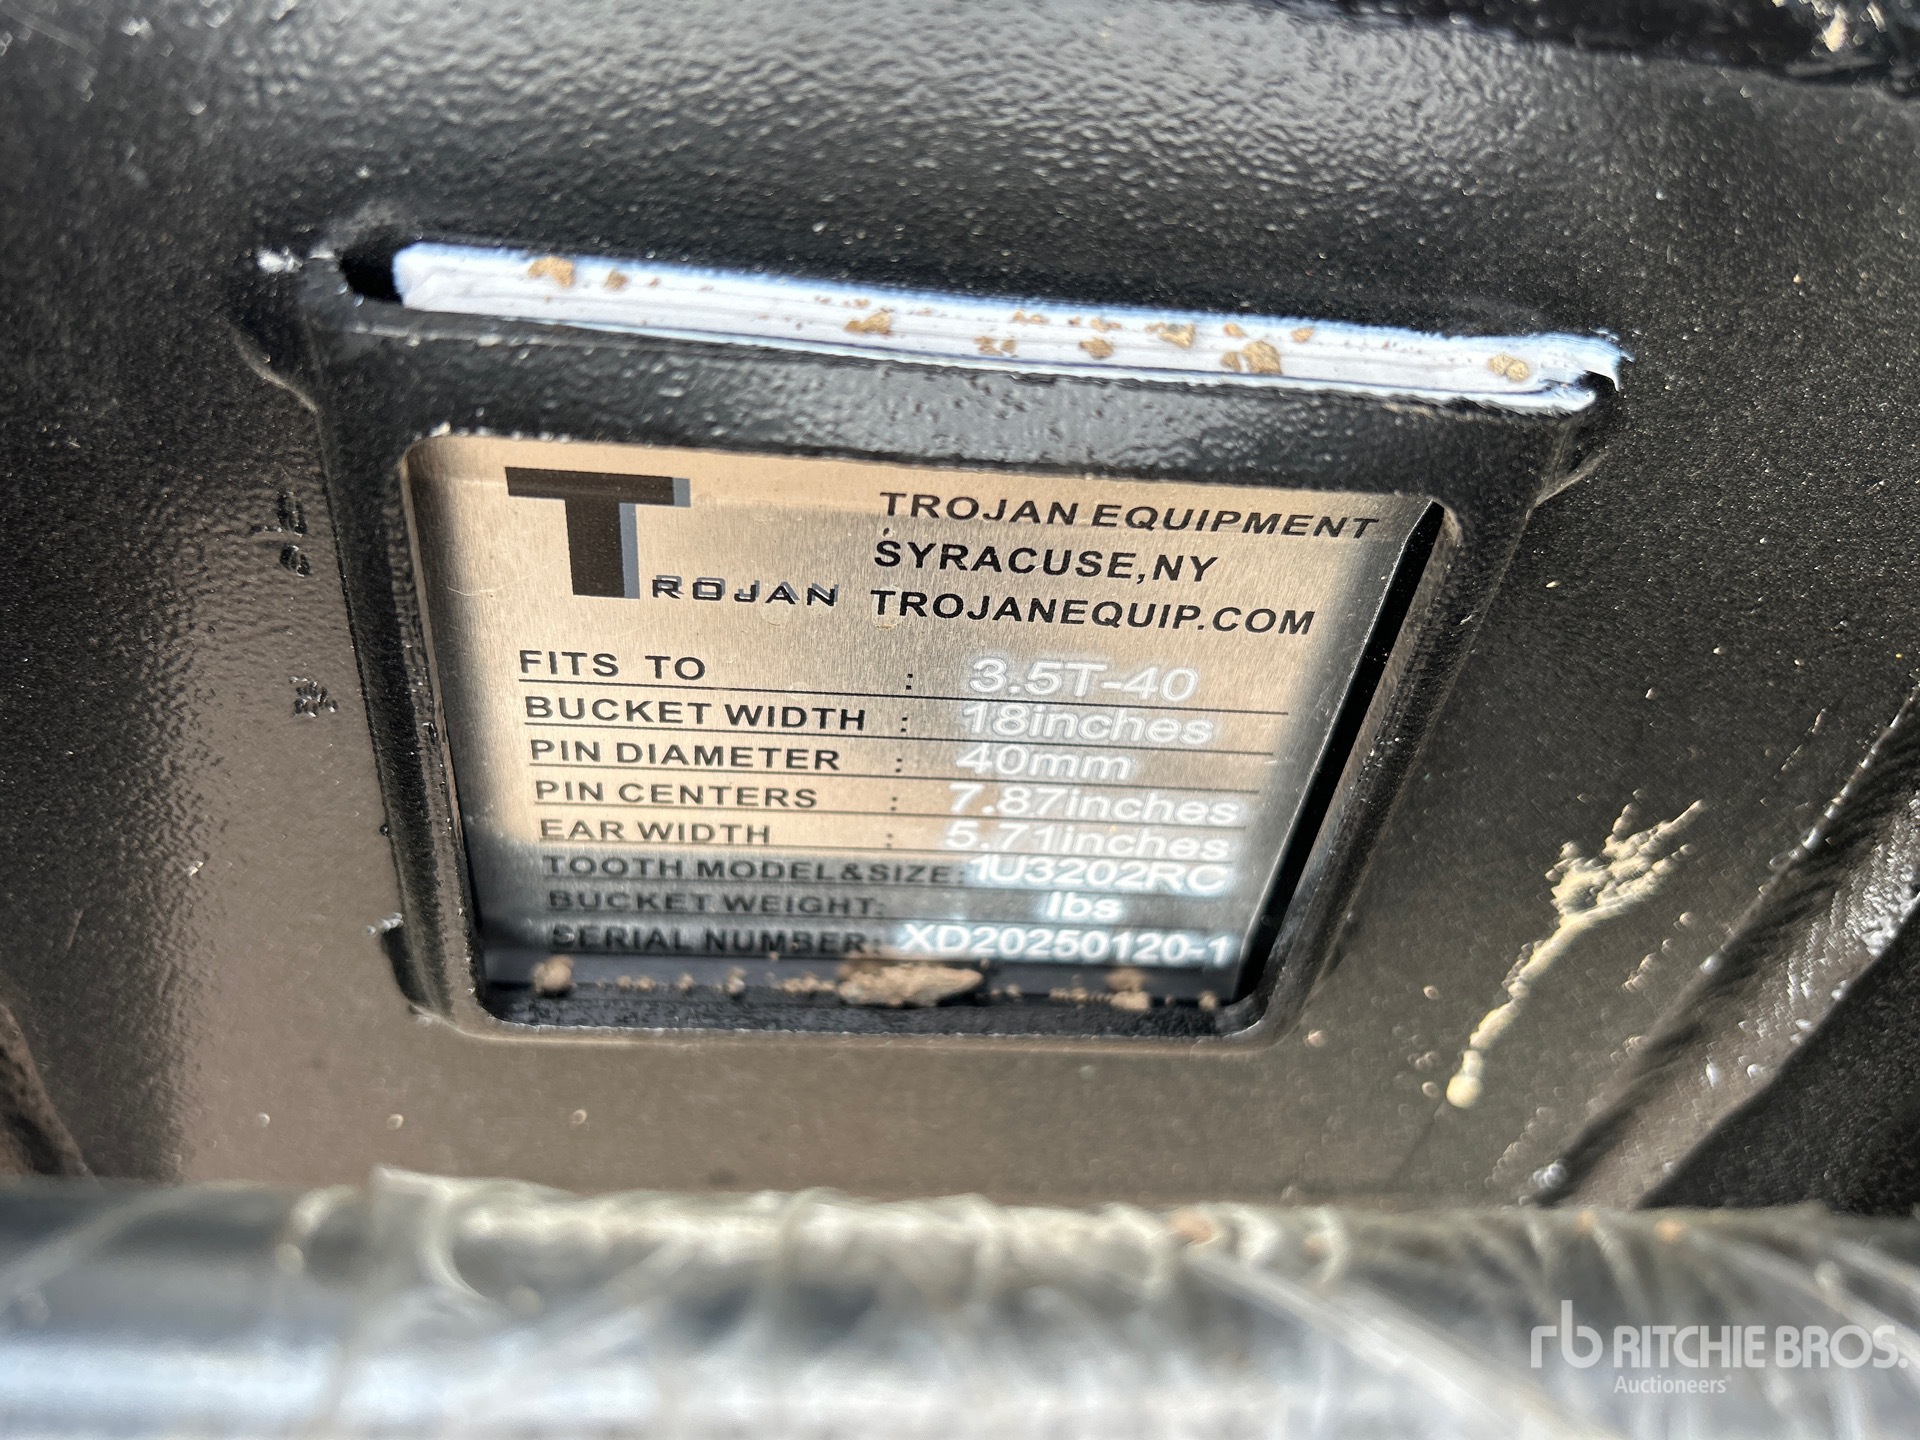 TROJAN
TROJAN EQUIPMENT
SYRACUSE,NY
TROJANEQUIP.COM
FITS TO : 3.5T-40
BUCKET WIDTH : 18inches
PIN DIAMETER : 40mm
PIN CENTERS : 7.87inches
EAR WIDTH : 5.71inches
TOOTH MODEL&SIZE: 1U3202RC
BUCKET WEIGHT: lbs
SERIAL NUMBER: XD20250120-1
rb RITCHIE BROS.
Auctioneers